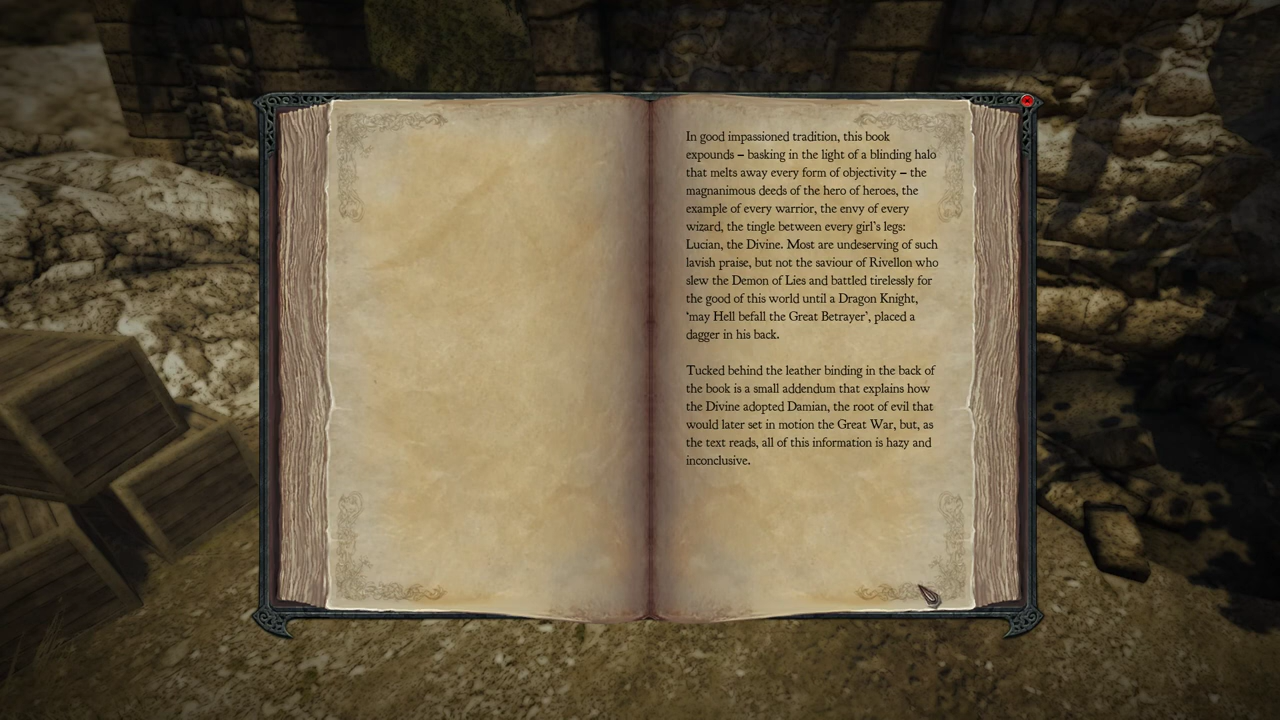 In good impassioned tradition, this book
expounds – basking in the light of a blinding halo
that melts away every form of objectivity – the
magnanimous deeds of the hero of heroes, the
example of every warrior, the envy of every
wizard, the tingle between every girl's legs:
Lucian, the Divine. Most are undeserving of such
lavish praise, but not the saviour of Rivellon who
slew the Demon of Lies and battled tirelessly for
the good of this world until a Dragon Knight,
'may Hell befall the Great Betrayer', placed a
dagger in his back.
Tucked behind the leather binding in the back of
the book is a small addendum that explains how
the Divine adopted Damian, the root of evil that
would later set in motion the Great War, but, as
the text reads, all of this information is hazy and
inconclusive.